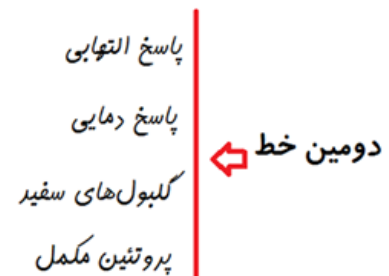 دومین خط
پاسخ التهابی
پاسخ دمایی
گلبول‌های سفید
پروتئین مکمل